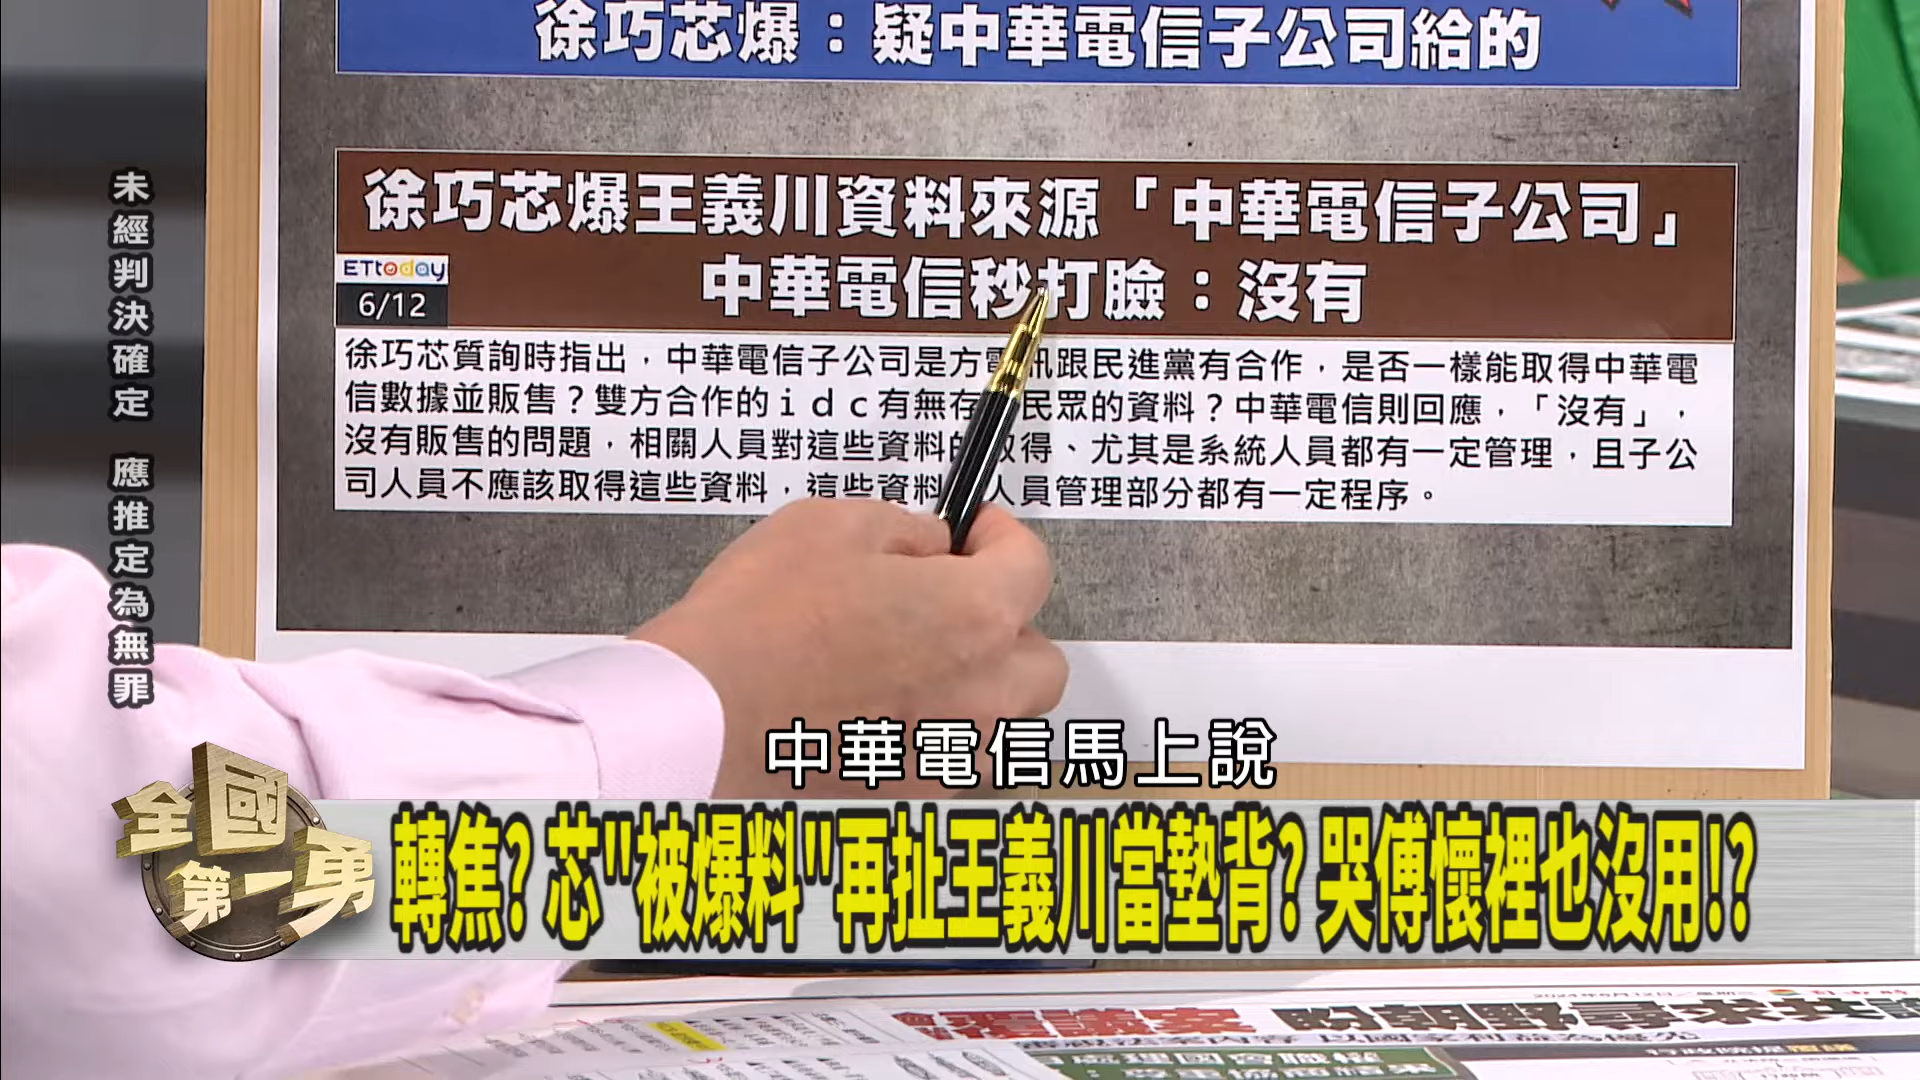 徐巧芯爆：疑中華電信子公司給的
徐巧芯爆王義川資料來源「中華電信子公司」
中華電信秒打臉：沒有
ETtoday
6/12
徐巧芯質詢時指出，中華電信子公司是方電訊跟民進黨有合作，是否一樣能取得中華電
信數據並販售？雙方合作的idc有無存 民眾的資料？中華電信則回應，「沒有」，
沒有販售的問題，相關人員對這些資料的取得、尤其是系統人員都有一定管理，且子公
司人員不應該取得這些資料，這些資料 人員管理部分都有一定程序。
未經判決確定 應推定為無罪
中華電信馬上說
全國第一勇
轉焦？芯"被爆料"再扯王義川當墊背？哭傅懷裡也沒用！？